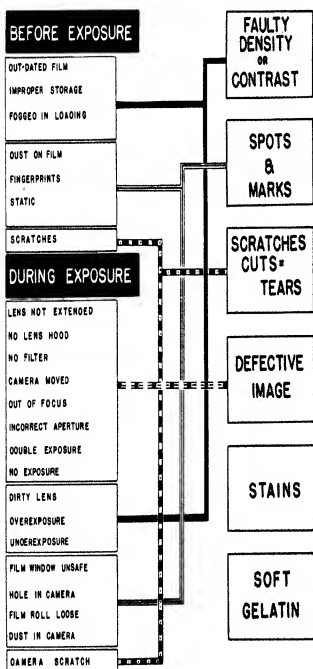 BEFORE EXPOSURE
OUT-DATED FILM
IMPROPER STORAGE
FOGGED IN LOADING
DUST ON FILM
FINGERPRINTS
STATIC
SCRATCHES
DURING EXPOSURE
LENS NOT EXTENDED
NO LENS HOOD
NO FILTER
CAMERA MOVED
OUT OF FOCUS
INCORRECT APERTURE
DOUBLE EXPOSURE
NO EXPOSURE
DIRTY LENS
OVEREXPOSURE
UNDEREXPOSURE
FILM WINDOW UNSAFE
HOLE IN CAMERA
FILM ROLL LOOSE
DUST IN CAMERA
CAMERA SCRATCH
FAULTY
DENSITY
OR
CONTRAST
SPOTS
&
MARKS
SCRATCHES
CUTS=
TEARS
DEFECTIVE
IMAGE
STAINS
SOFT
GELATIN